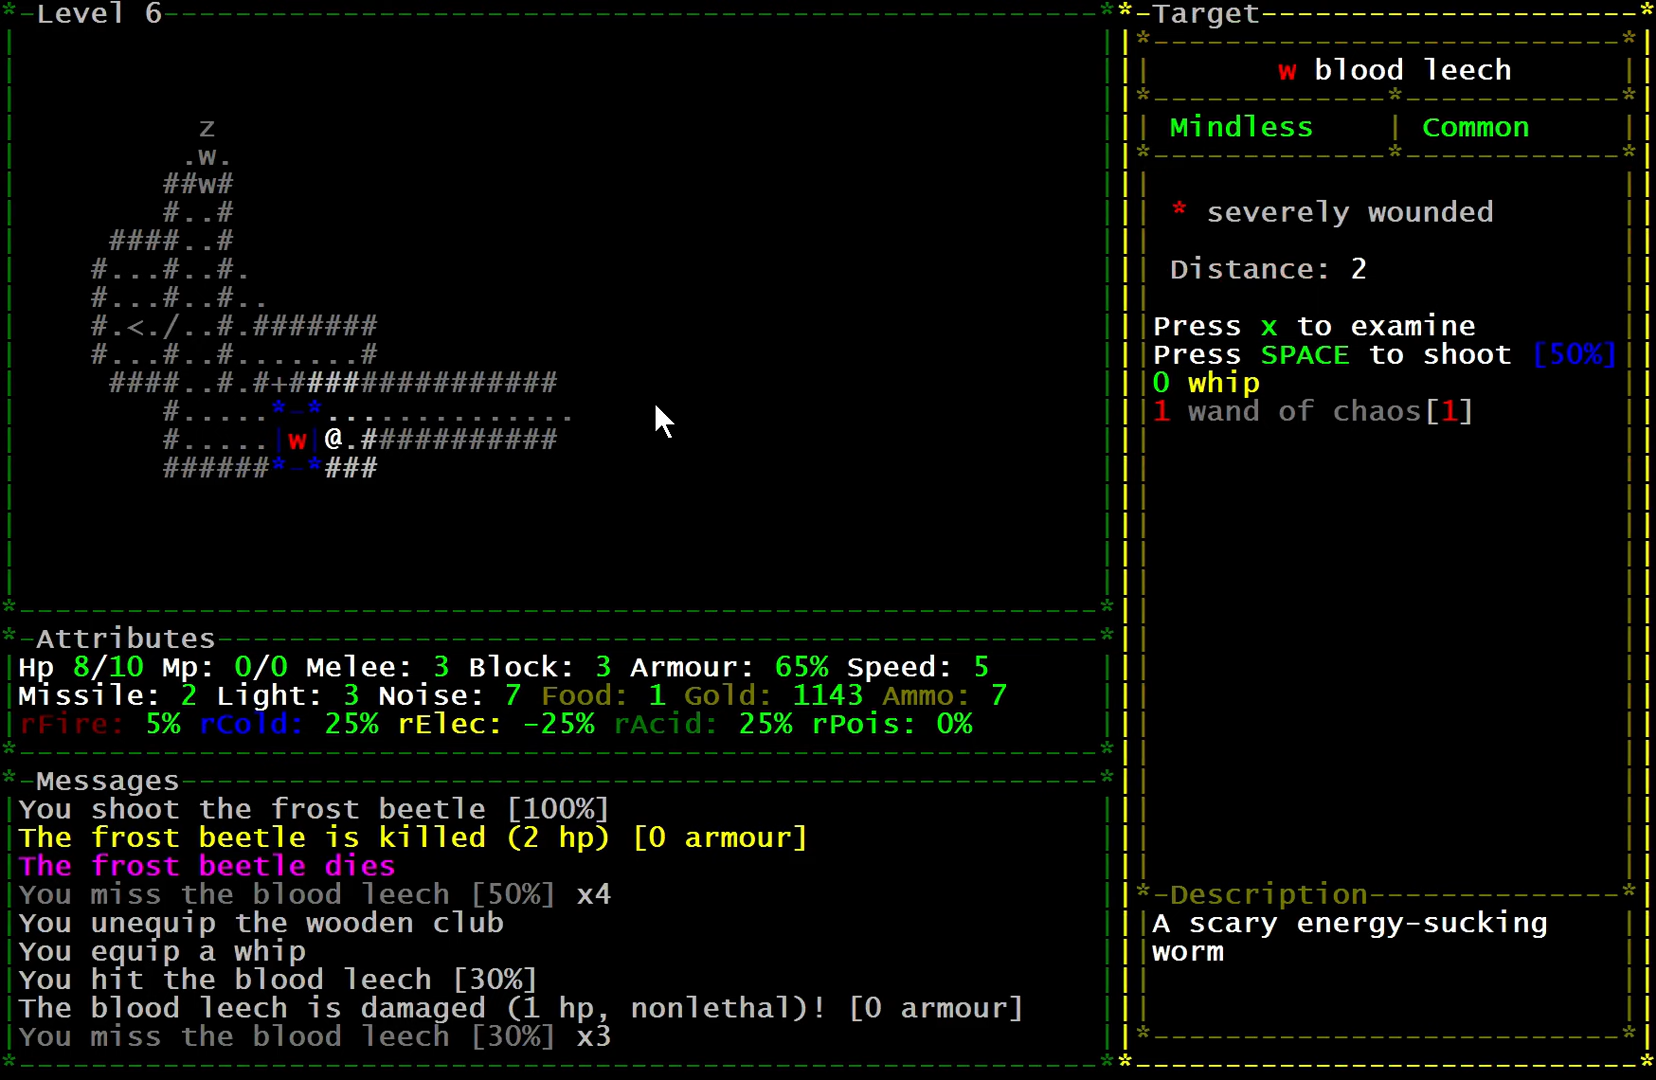 Level 6
z
.w.
##w#
#..#
####..#
#...#..#.
#...#..#..
#.<./..#.#######
#...#..#.......#
####..#.#+##############
#.....*-*..............
#.....|w|@.###########
######*-*###
Attributes
Hp 8/10 Mp: 0/0 Melee: 3 Block: 3 Armour: 65% Speed: 5
Missile: 2 Light: 3 Noise: 7 Food: 1 Gold: 1143 Ammo: 7
rFire: 5% rCold: 25% rElec: -25% rAcid: 25% rPois: 0%
Messages
You shoot the frost beetle [100%]
The frost beetle is killed (2 hp) [0 armour]
The frost beetle dies
You miss the blood leech [50%] x4
You unequip the wooden club
You equip a whip
You hit the blood leech [30%]
The blood leech is damaged (1 hp, nonlethal)! [0 armour]
You miss the blood leech [30%] x3
Target
w blood leech
Mindless | Common
* severely wounded
Distance: 2
Press x to examine
Press SPACE to shoot [50%]
0 whip
1 wand of chaos[1]
Description
A scary energy-sucking
worm